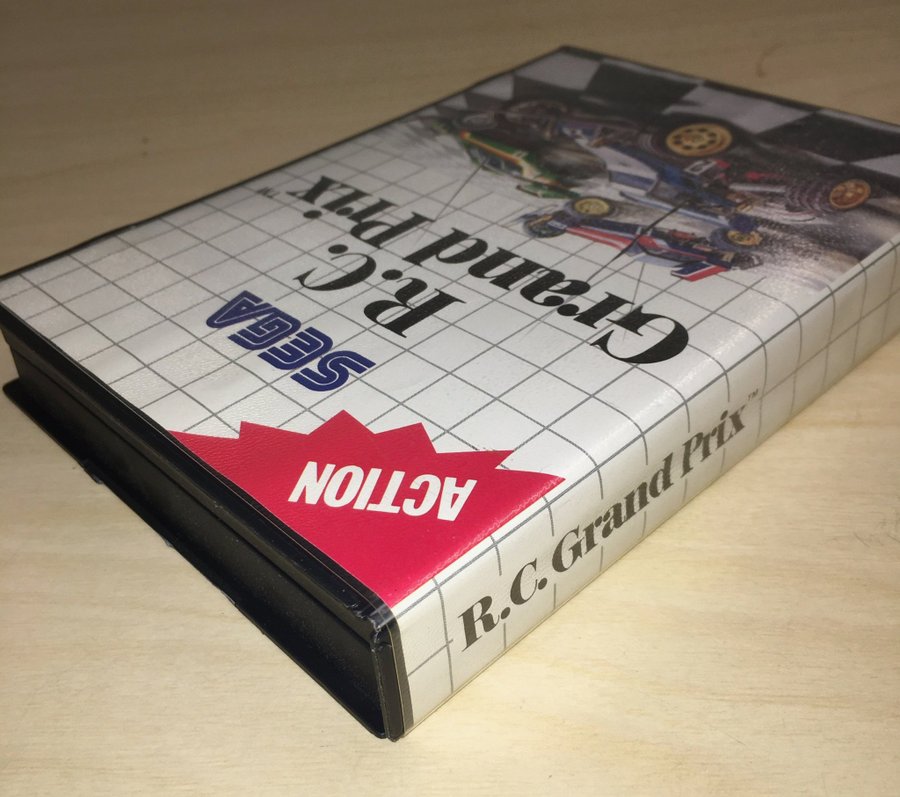 ACTION
SEGA
R.C.
Grand Prix™
R.C. Grand Prix™